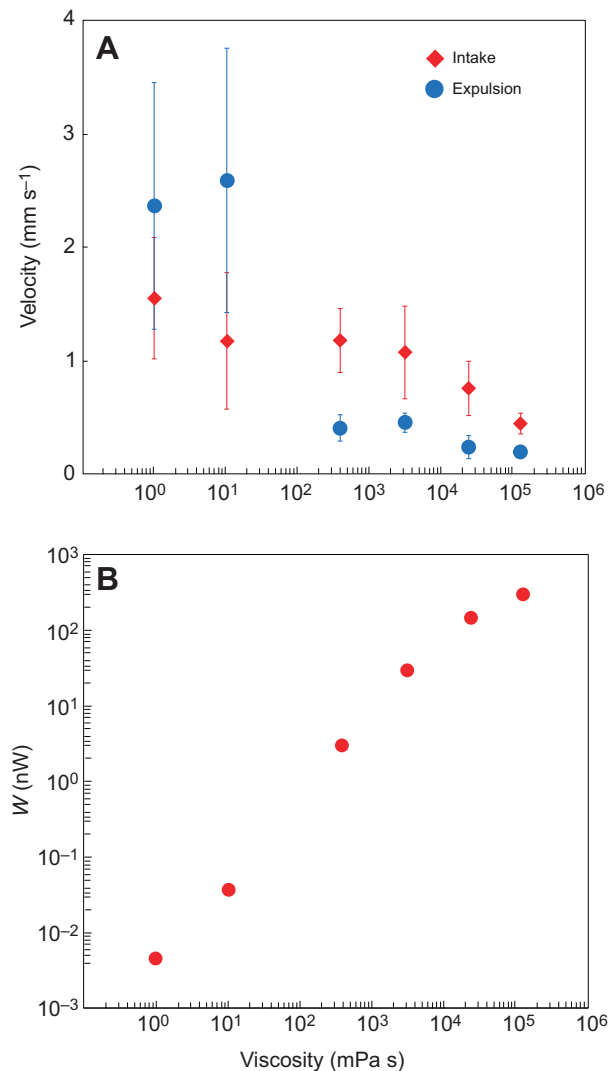 A
Intake
Expulsion
Velocity (mm s⁻¹)
4
3
2
1
0
10⁰ 10¹ 10² 10³ 10⁴ 10⁵ 10⁶
B
W (nW)
10³
10²
10¹
10⁰
10⁻¹
10⁻²
10⁻³
10⁰ 10¹ 10² 10³ 10⁴ 10⁵ 10⁶
Viscosity (mPa s)